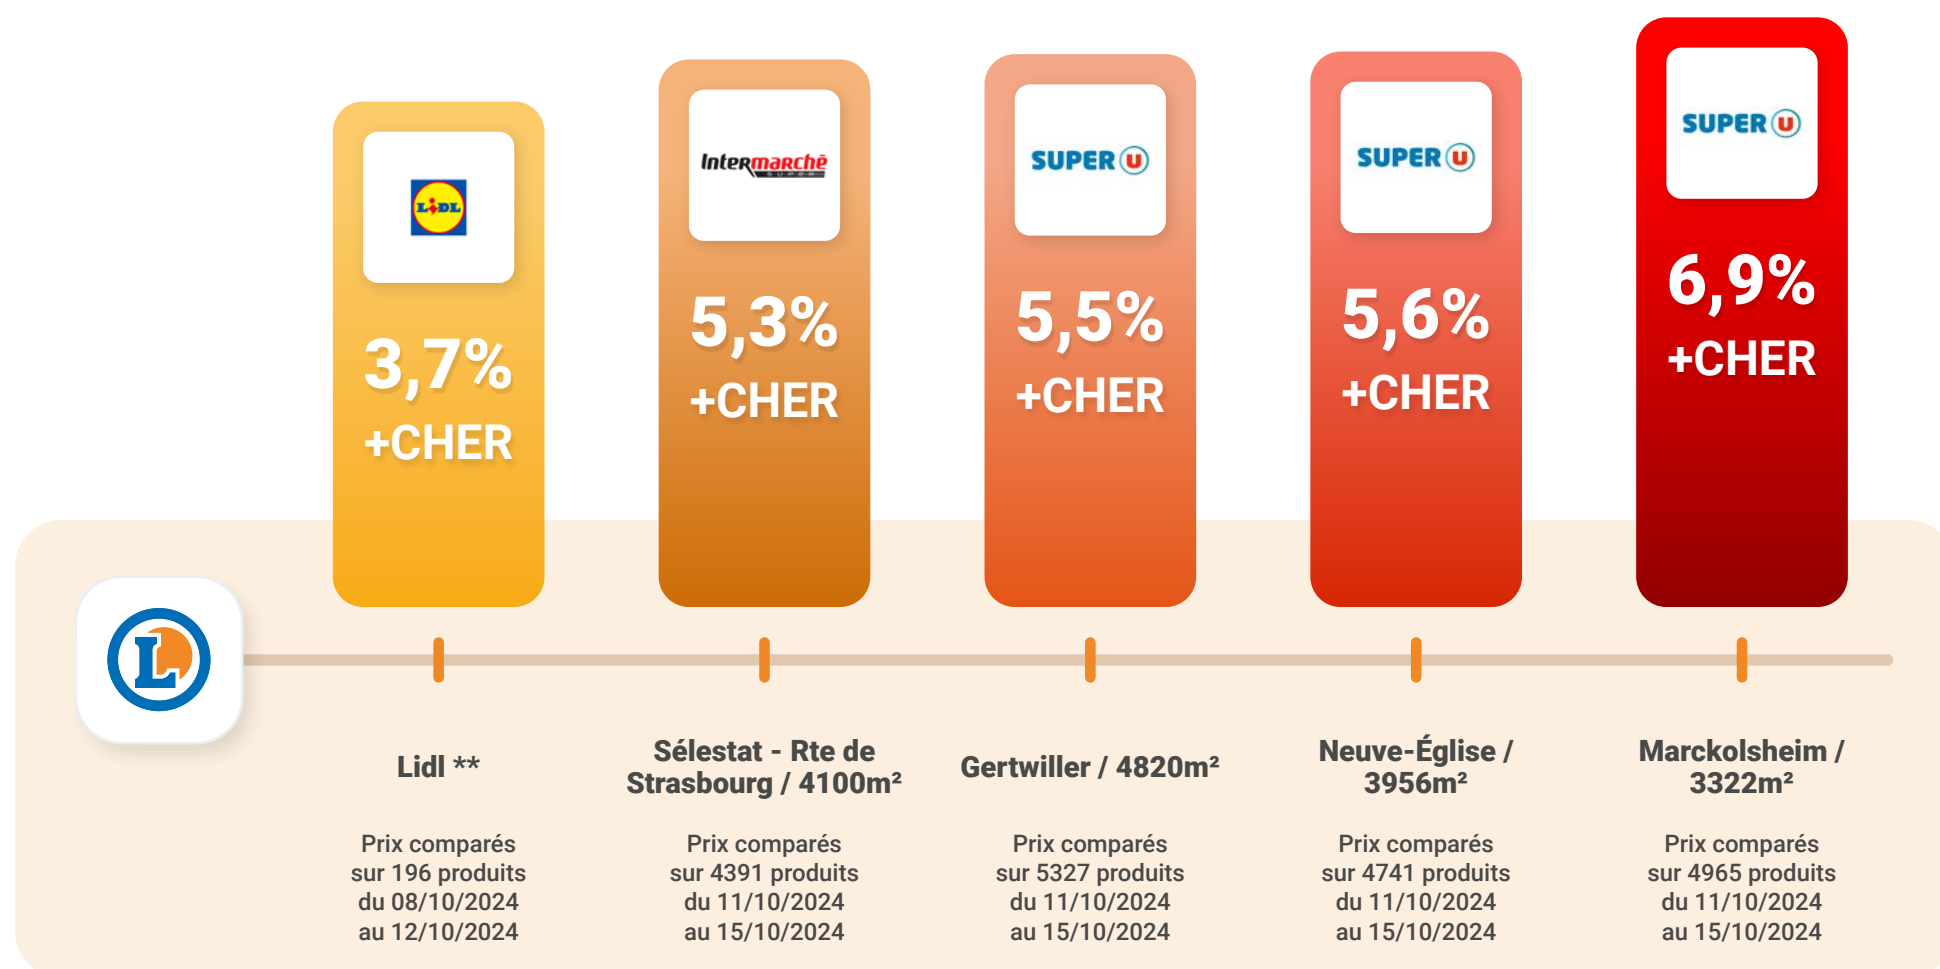 LIDL
3,7%
+CHER
Intermarchē
SUPER
5,3%
+CHER
SUPER U
5,5%
+CHER
SUPER U
5,6%
+CHER
SUPER U
6,9%
+CHER
L
Lidl **
Prix comparés
sur 196 produits
du 08/10/2024
au 12/10/2024
Sélestat - Rte de
Strasbourg / 4100m²
Prix comparés
sur 4391 produits
du 11/10/2024
au 15/10/2024
Gertwiller / 4820m²
Prix comparés
sur 5327 produits
du 11/10/2024
au 15/10/2024
Neuve-Église /
3956m²
Prix comparés
sur 4741 produits
du 11/10/2024
au 15/10/2024
Marckolsheim /
3322m²
Prix comparés
sur 4965 produits
du 11/10/2024
au 15/10/2024